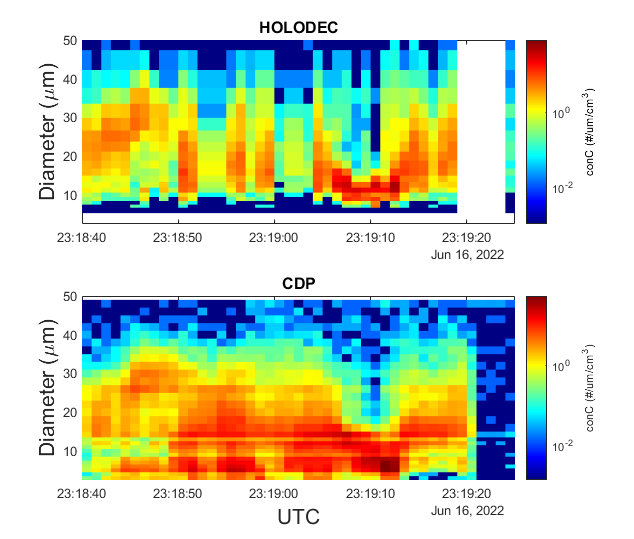 HOLODEC
50
40
30
20
10
Diameter (μm)
23:18:40 23:18:50 23:19:00 23:19:10 23:19:20
Jun 16, 2022
10^0
10^-2
conC (#/um/cm^3)
CDP
50
40
30
20
10
Diameter (μm)
23:18:40 23:18:50 23:19:00 23:19:10 23:19:20
Jun 16, 2022
UTC
10^0
10^-2
conC (#/um/cm^3)